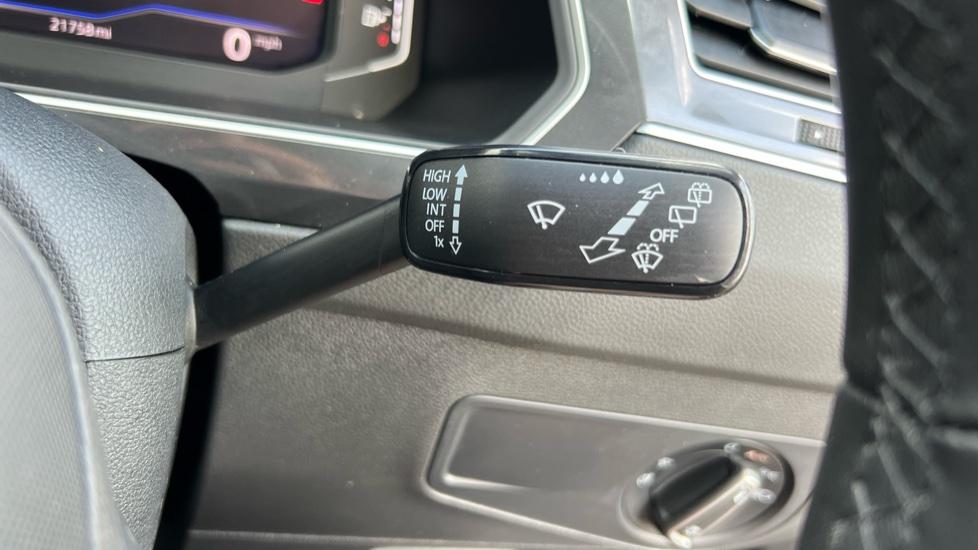 21758 mi
0 mph
HIGH
LOW
INT
OFF
1x
OFF